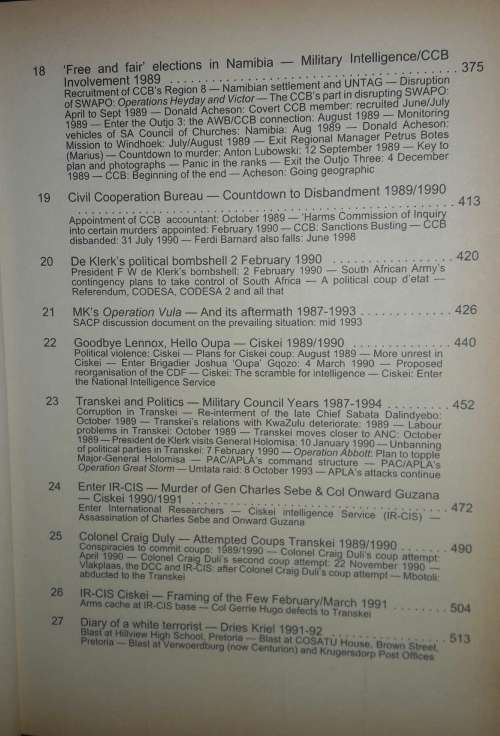 18 'Free and fair' elections in Namibia — Military Intelligence/CCB
Involvement 1989 . . . . . . . . . . . . . . . . . . . . . . . . . . . . . . . . . . . . . . 375
Recruitment of CCB's Region 8 — Namibian settlement and UNTAG — Disruption
of SWAPO: Operations Heyday and Victor — The CCB's part in disrupting SWAPO:
April to Sept 1989 — Donald Acheson: Covert CCB member: recruited June/July
1989 — Enter the Outjo 3: the AWB/CCB connection: August 1989 — Monitoring
vehicles of SA Council of Churches: Namibia: Aug 1989 — Donald Acheson:
Mission to Windhoek: July/August 1989 — Exit Regional Manager Petrus Botes
(Marius) — Countdown to murder: Anton Lubowski: 12 September 1989 — Key to
plan and photographs — Panic in the ranks — Exit the Outjo Three: 4 December
1989 — CCB: Beginning of the end — Acheson: Going geographic
19 Civil Cooperation Bureau — Countdown to Disbandment 1989/1990
. . . . . . . . . . . . . . . . . . . . . . . . . . . . . . . . . . . . . . . . . . . . . . . . . . 413
Appointment of CCB accountant: October 1989 — 'Harms Commission of Inquiry
into certain murders' appointed: February 1990 — CCB: Sanctions Busting — CCB
disbanded: 31 July 1990 — Ferdi Barnard also falls: June 1998
20 De Klerk's political bombshell 2 February 1990 . . . . . . . . . . . . . . . 420
President F W de Klerk's bombshell: 2 February 1990 — South African Army's
contingency plans to take control of South Africa — A political coup d'etat —
Referendum, CODESA, CODESA 2 and all that
21 MK's Operation Vula — And its aftermath 1987-1993 . . . . . . . . . . . 426
SACP discussion document on the prevailing situation: mid 1993
22 Goodbye Lennox, Hello Oupa — Ciskei 1989/1990 . . . . . . . . . . . . . 440
Political violence: Ciskei — Plans for Ciskei coup: August 1989 — More unrest in
Ciskei — Enter Brigadier Joshua 'Oupa' Gqozo: 4 March 1990 — Proposed
reorganisation of the CDF — Ciskei: The scramble for intelligence — Ciskei: Enter
the National Intelligence Service
23 Transkei and Politics — Military Council Years 1987-1994 . . . . . . . . 452
Corruption in Transkei — Re-interment of the late Chief Sabata Dalindyebo:
October 1989 — Transkei's relations with KwaZulu deteriorate: 1989 — Labour
problems in Transkei: October 1989 — Transkei moves closer to ANC: October
1989 — President de Klerk visits General Holomisa: 10 January 1990 — Unbanning
of political parties in Transkei: 7 February 1990 — Operation Abbott: Plan to topple
Major-General Holomisa — PAC/APLA's command structure — PAC/APLA's
Operation Great Storm — Umtata raid: 8 October 1993 — APLA's attacks continue
24 Enter IR-CIS — Murder of Gen Charles Sebe & Col Onward Guzana
— Ciskei 1990/1991 . . . . . . . . . . . . . . . . . . . . . . . . . . . . . . . . . . . . 472
Enter International Researchers — Ciskei intelligence Service (IR-CIS) —
Assassination of Charles Sebe and Onward Guzana
25 Colonel Craig Duly — Attempted Coups Transkei 1989/1990 . . . . . . . 490
Conspiracies to commit coups: 1989/1990 — Colonel Craig Duli's coup attempt:
April 1990 — Colonel Craig Duli's second coup attempt: 22 November 1990 —
Vlakplaas, the DCC and IR-CIS: after Colonel Craig Duli's coup attempt — Mbotoli:
abducted to the Transkei
26 IR-CIS Ciskei — Framing of the Few February/March 1991 . . . . . . . . 504
Arms cache at IR-CIS base — Col Gerrie Hugo defects to Transkei
27 Diary of a white terrorist — Dries Kriel 1991-92 . . . . . . . . . . . . . . . . 513
Blast at Hillview High School, Pretoria — Blast at COSATU House, Brown Street,
Pretoria — Blast at Verwoerdburg (now Centurion) and Krugersdorp Post Offices